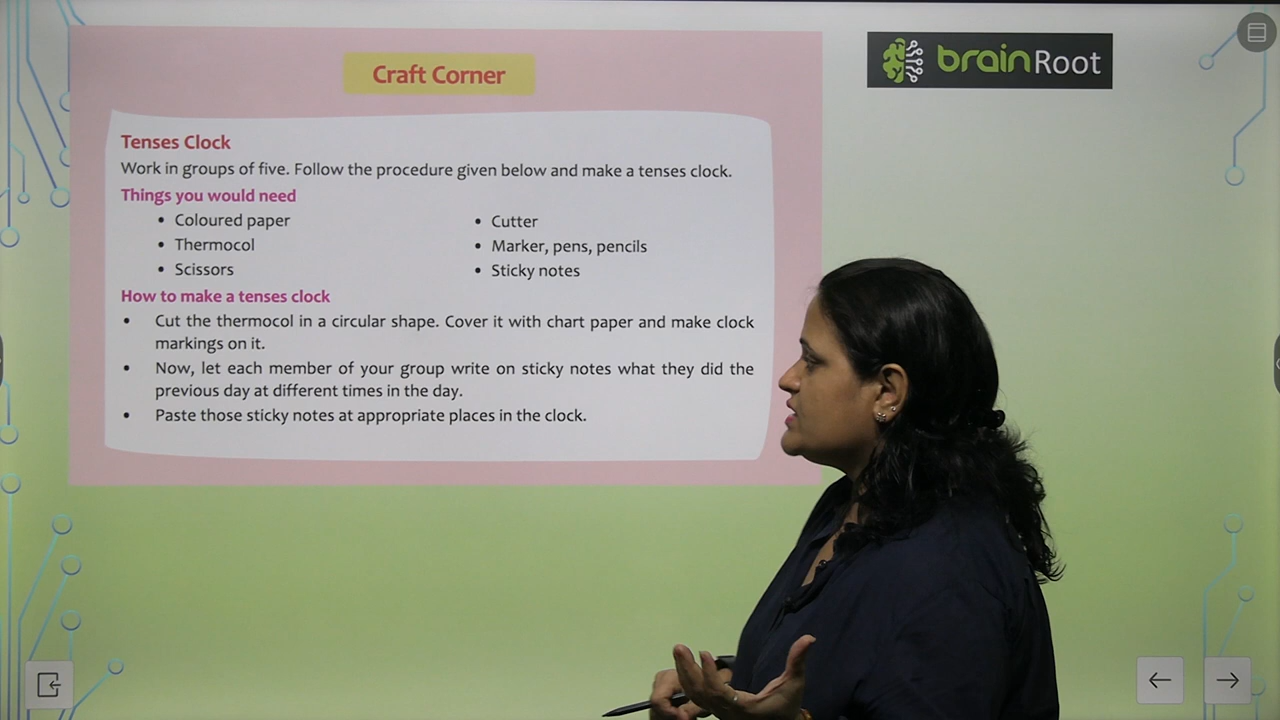 Craft Corner
brainRoot
Tenses Clock
Work in groups of five. Follow the procedure given below and make a tenses clock.
Things you would need
• Coloured paper
• Thermocol
• Scissors
• Cutter
• Marker, pens, pencils
• Sticky notes
How to make a tenses clock
• Cut the thermocol in a circular shape. Cover it with chart paper and make clock
markings on it.
• Now, let each member of your group write on sticky notes what they did the
previous day at different times in the day.
• Paste those sticky notes at appropriate places in the clock.